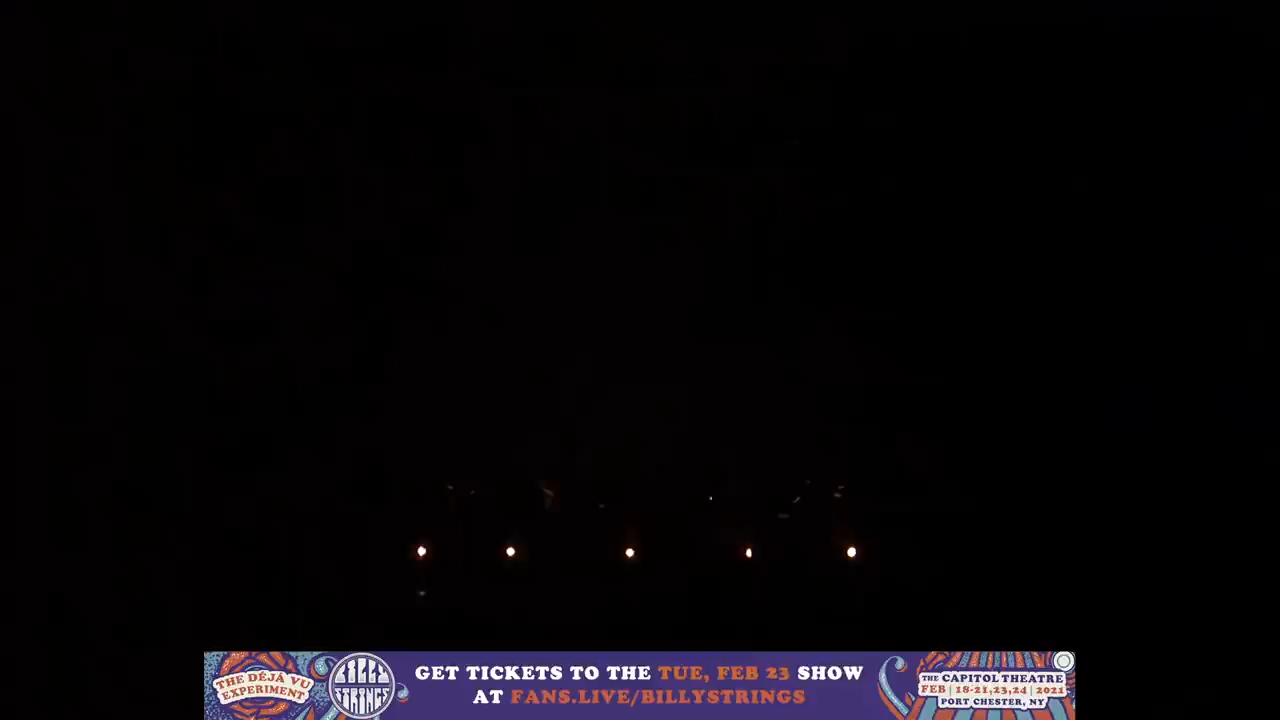 THE DÉJÀ VU
EXPERIMENT
BILLY
STRINGS
GET TICKETS TO THE TUE, FEB 23 SHOW
AT FANS.LIVE/BILLYSTRINGS
THE CAPITOL THEATRE
FEB | 18-21,23,24 | 2021
PORT CHESTER, NY